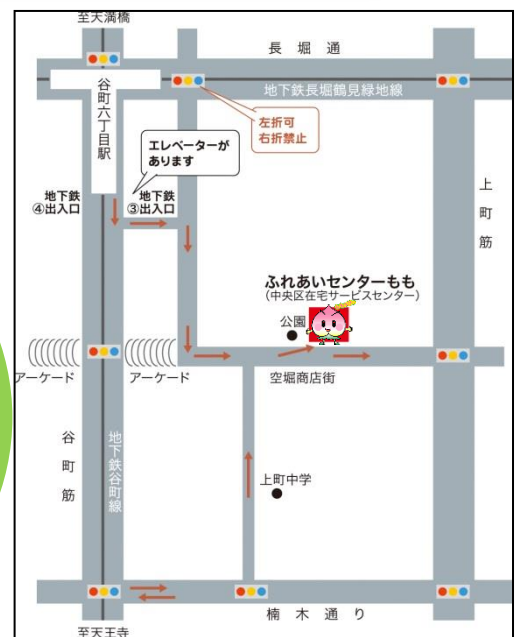 至天満橋
長堀通
谷町六丁目駅
地下鉄長堀鶴見緑地線
左折可
右折禁止
エレベーターが
あります
地下鉄
④出入口
地下鉄
③出入口
上町筋
ふれあいセンターもも
(中央区在宅サービスセンター)
公園
アーケード
アーケード
空堀商店街
谷町筋
地下鉄谷町線
上町中学
楠木通り
至天王寺